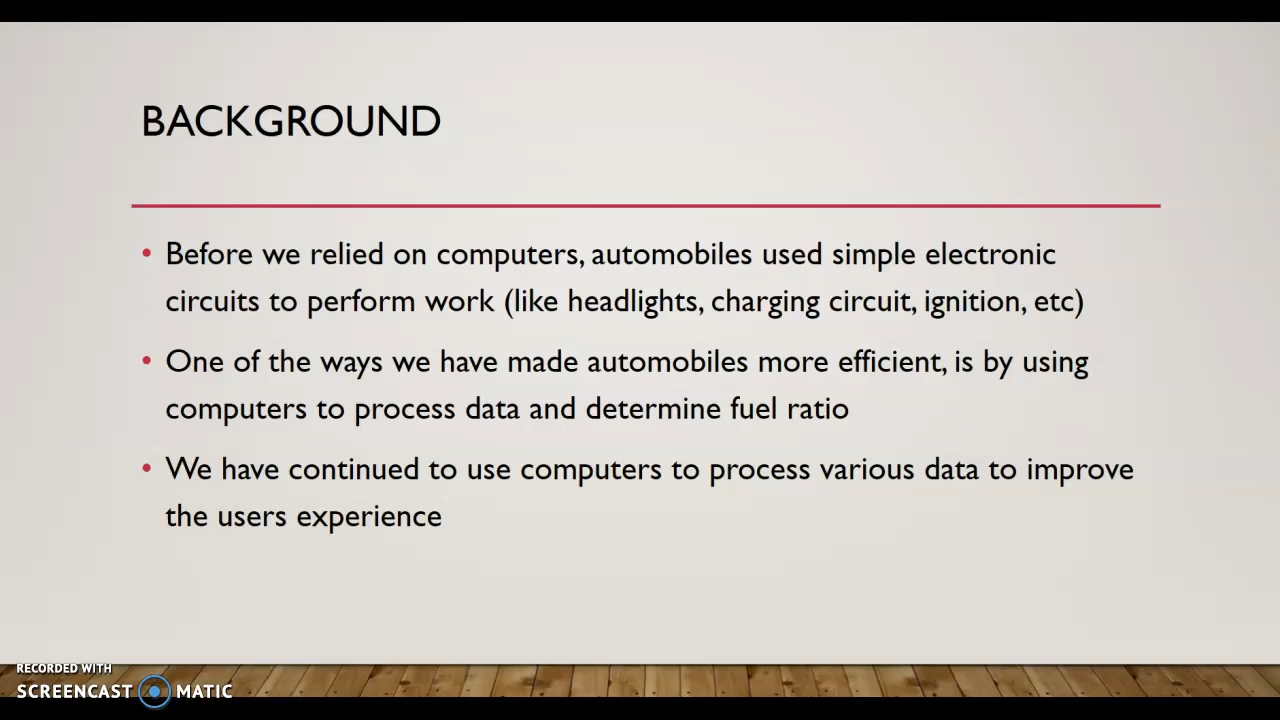 BACKGROUND
• Before we relied on computers, automobiles used simple electronic
circuits to perform work (like headlights, charging circuit, ignition, etc)
• One of the ways we have made automobiles more efficient, is by using
computers to process data and determine fuel ratio
• We have continued to use computers to process various data to improve
the users experience
RECORDED WITH
SCREENCAST MATIC